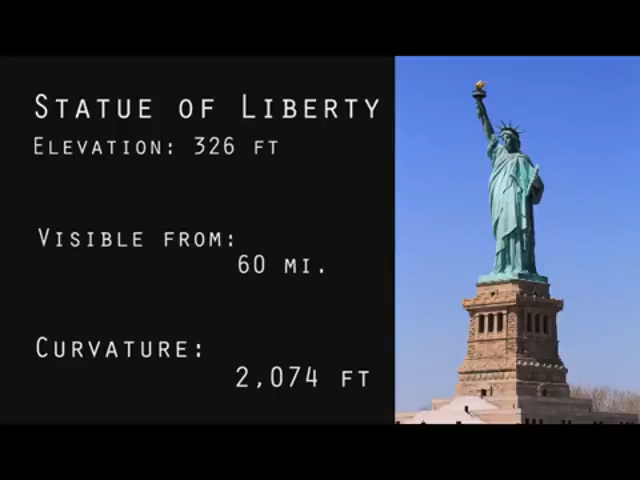 Statue of Liberty
Elevation: 326 ft
Visible from:
60 mi.
Curvature:
2,074 ft